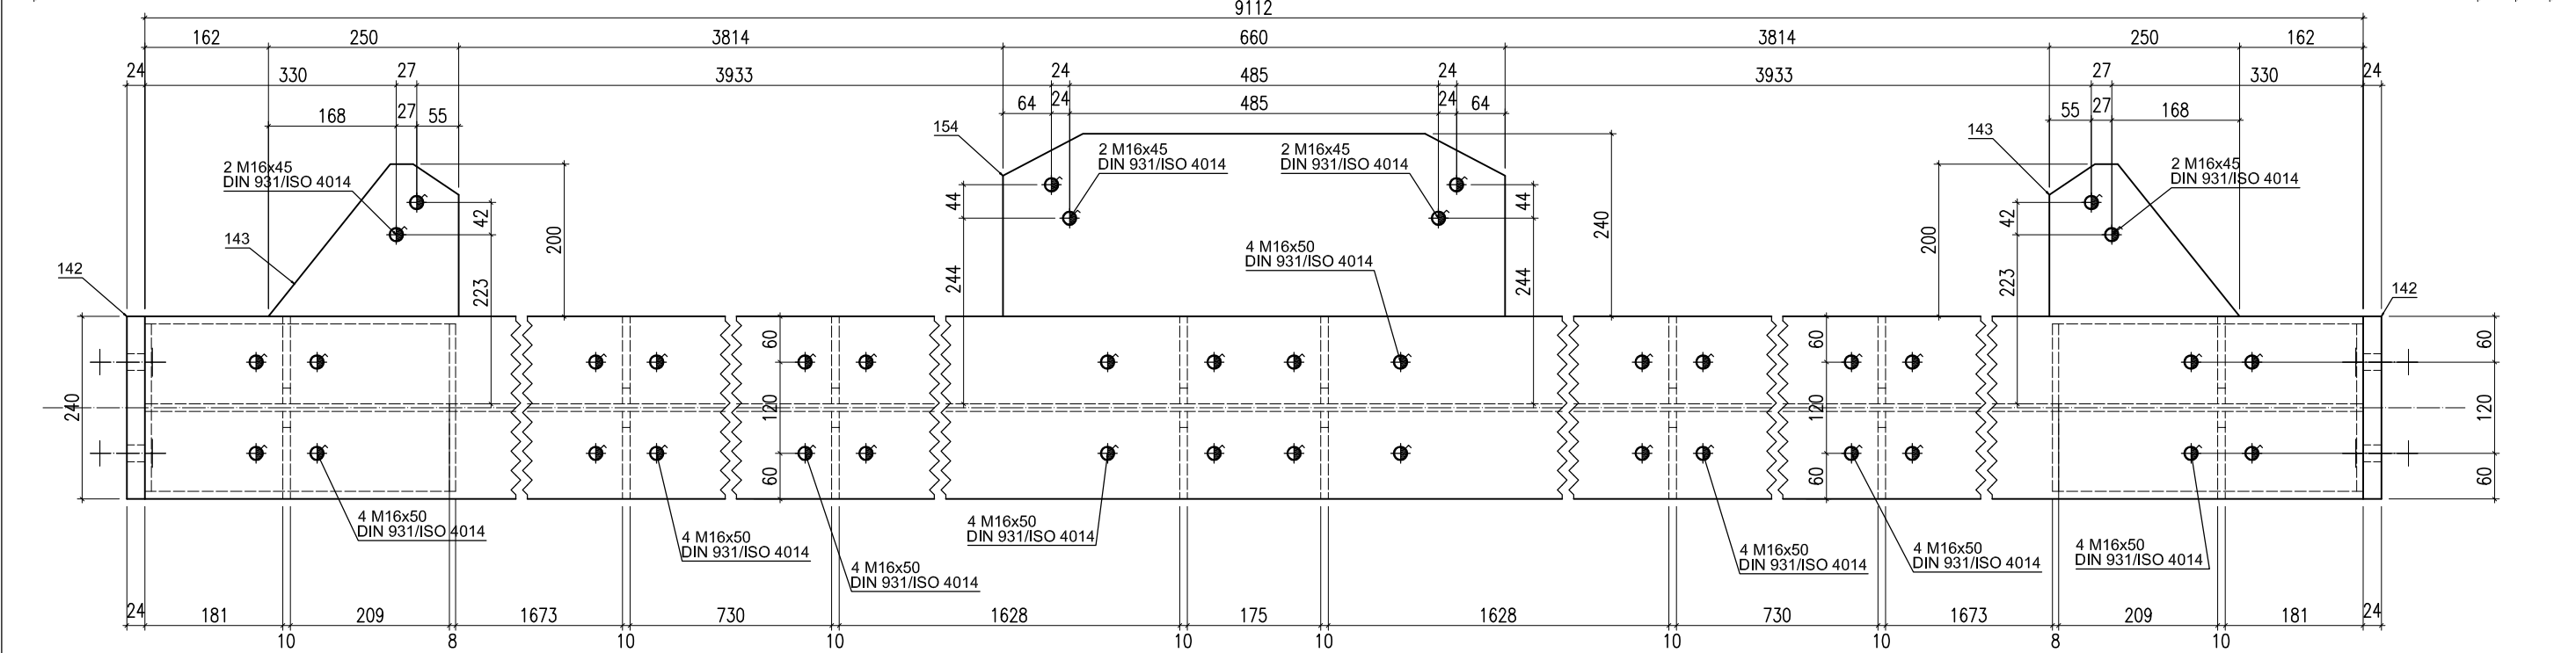 9112
162 250 3814 660 3814 250 162
24 330 27 3933 24 485 24 3933 27 330 24
168 27 55 64 24 485 24 64 55 27 168
154
143
2 M16x45
DIN 931/ISO 4014
2 M16x45
DIN 931/ISO 4014
2 M16x45
DIN 931/ISO 4014
2 M16x45
DIN 931/ISO 4014
42 200 44 44 240 200 42
143
4 M16x50
DIN 931/ISO 4014
142
223 244 244 223
142
60 60 60
240 120 120 120
60 60 60
4 M16x50
DIN 931/ISO 4014
4 M16x50
DIN 931/ISO 4014
4 M16x50
DIN 931/ISO 4014
4 M16x50
DIN 931/ISO 4014
4 M16x50
DIN 931/ISO 4014
4 M16x50
DIN 931/ISO 4014
4 M16x50
DIN 931/ISO 4014
24 181 209 1673 730 1628 175 1628 730 1673 209 181 24
10 8 10 10 10 10 10 10 8 10